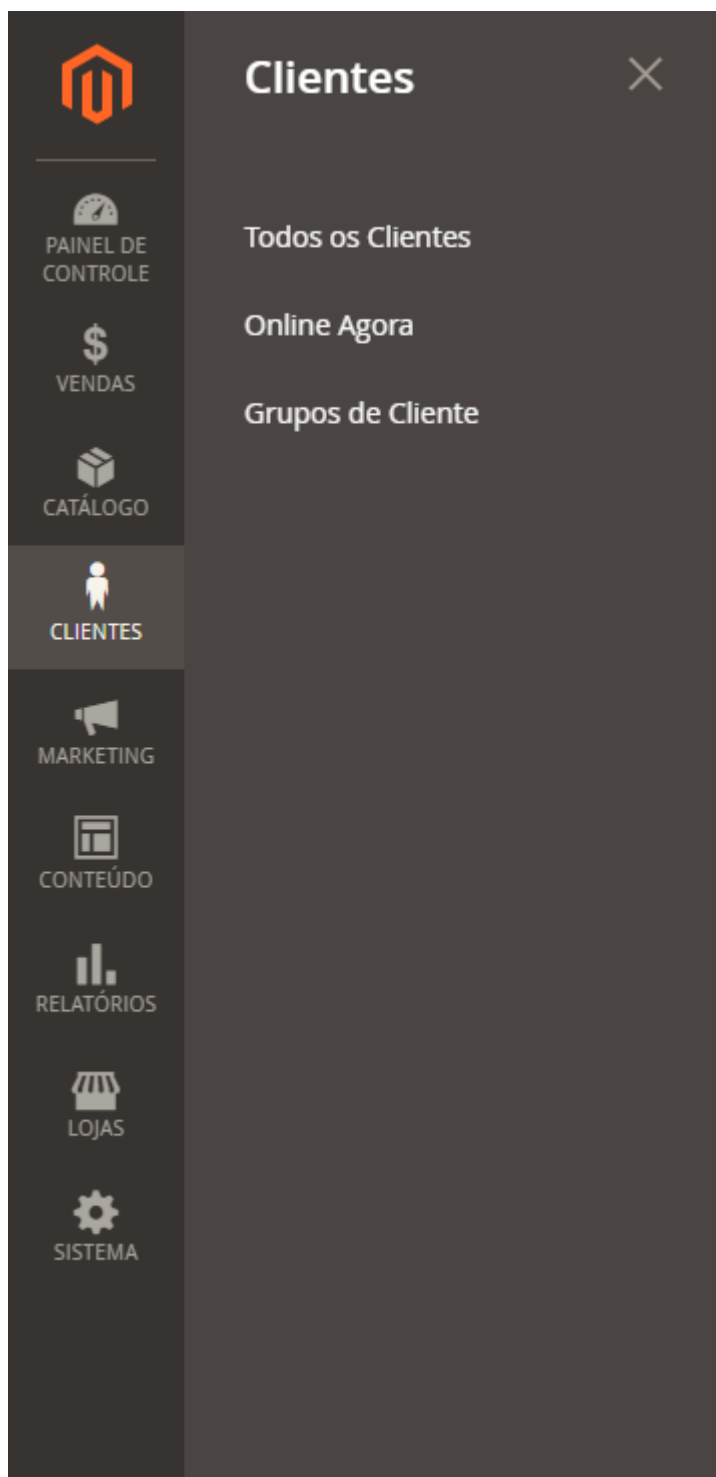 Clientes
Todos os Clientes
Online Agora
Grupos de Cliente
PAINEL DE
CONTROLE
$
VENDAS
CATÁLOGO
CLIENTES
MARKETING
CONTEÚDO
RELATÓRIOS
LOJAS
SISTEMA